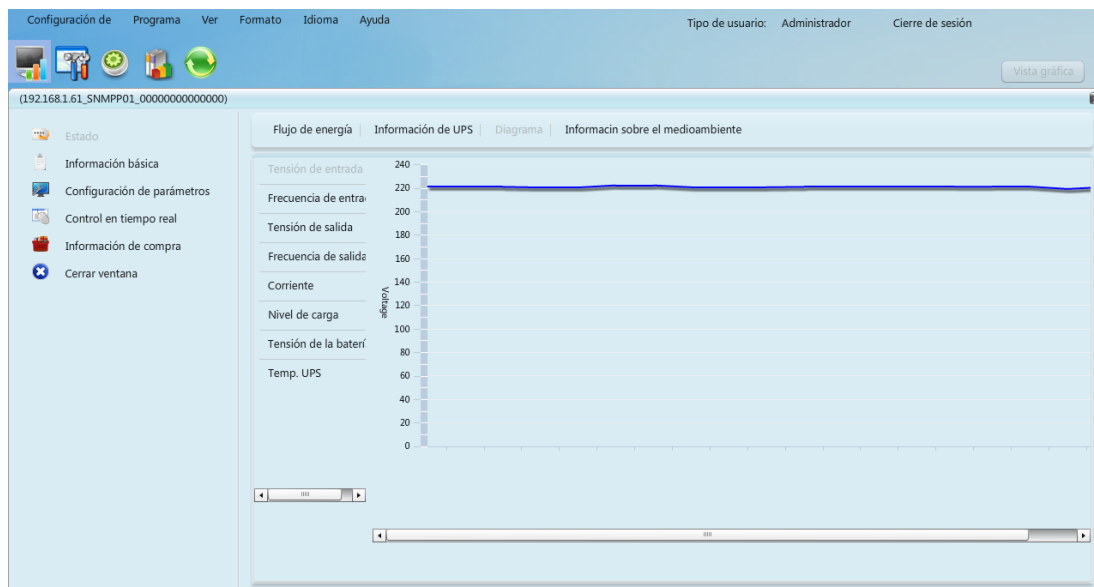 Configuración de Programa Ver Formato Idioma Ayuda Tipo de usuario: Administrador Cierre de sesión
Vista gráfica
(192.168.1.61_SNMPP01_00000000000000)
Estado
Información básica
Configuración de parámetros
Control en tiempo real
Información de compra
Cerrar ventana
Flujo de energía Información de UPS Diagrama Informacin sobre el medioambiente
Tensión de entrada
Frecuencia de entra
Tensión de salida
Frecuencia de salida
Corriente
Nivel de carga
Tensión de la baterí
Temp. UPS
Voltage
240
220
200
180
160
140
120
100
80
60
40
20
0